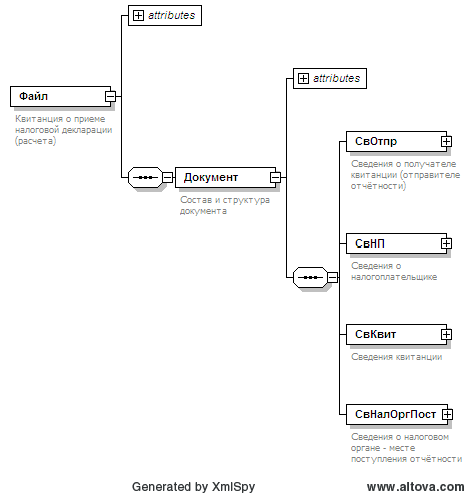 attributes
Файл
Квитанция о приеме
налоговой декларации
(расчета)
attributes
Документ
Состав и структура
документа
СвОтпр
Сведения о получателе
квитанции (отправителе
отчётности)
СвНП
Сведения о
налогоплательщике
СвКвит
Сведения квитанции
СвНалОргПост
Сведения о налоговом
органе - месте
поступления отчётности
Generated by XmlSpy
www.altova.com